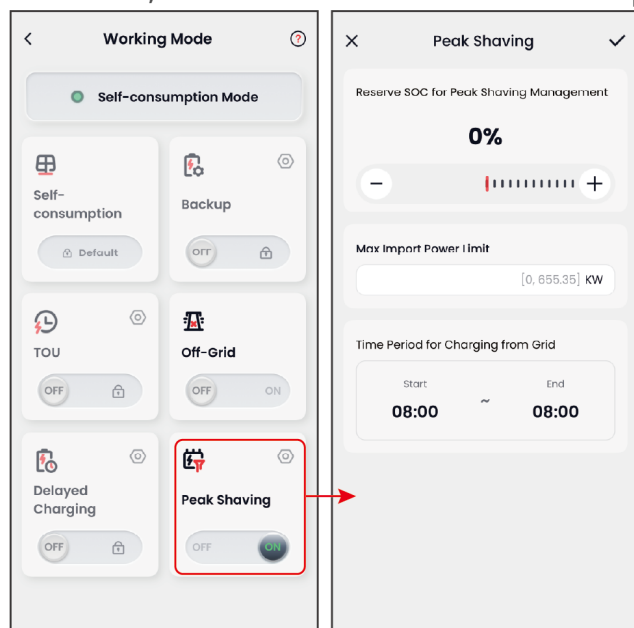 Working Mode
?
Self-consumption Mode
Self-
consumption
Default
Backup
OFF
TOU
OFF
Off-Grid
OFF ON
Delayed
Charging
OFF
Peak Shaving
OFF ON
Peak Shaving
Reserve SOC for Peak Shaving Management
0%
Max Import Power Limit
[0, 655.35] KW
Time Period for Charging from Grid
Start End
08:00 ~ 08:00